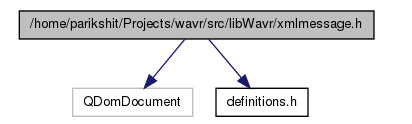 /home/parikshit/Projects/wavr/src/libWavr/xmlmessage.h
QDomDocument
definitions.h